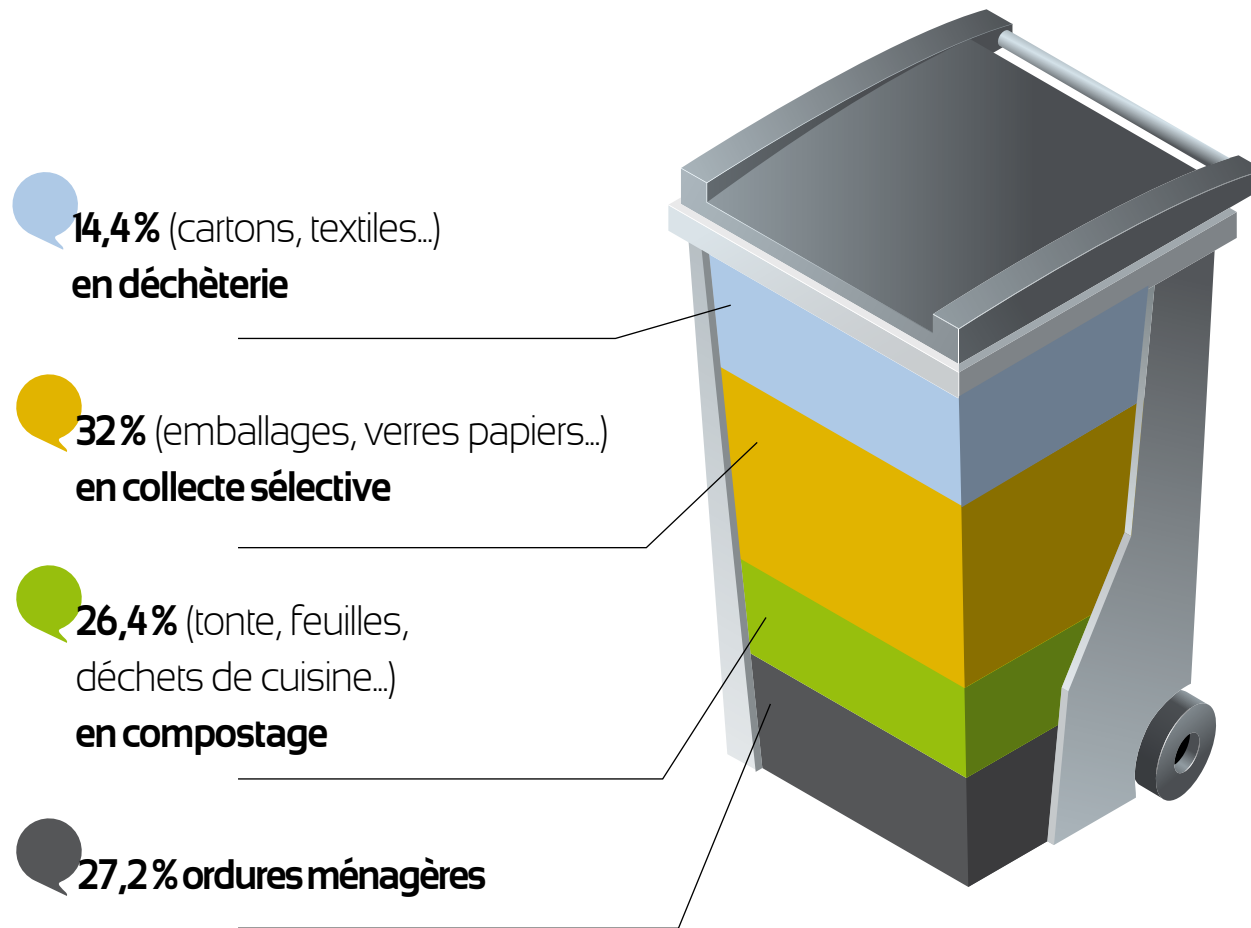 14,4% (cartons, textiles...)
en déchèterie
32% (emballages, verres papiers...)
en collecte sélective
26,4% (tonte, feuilles,
déchets de cuisine...)
en compostage
27,2% ordures ménagères